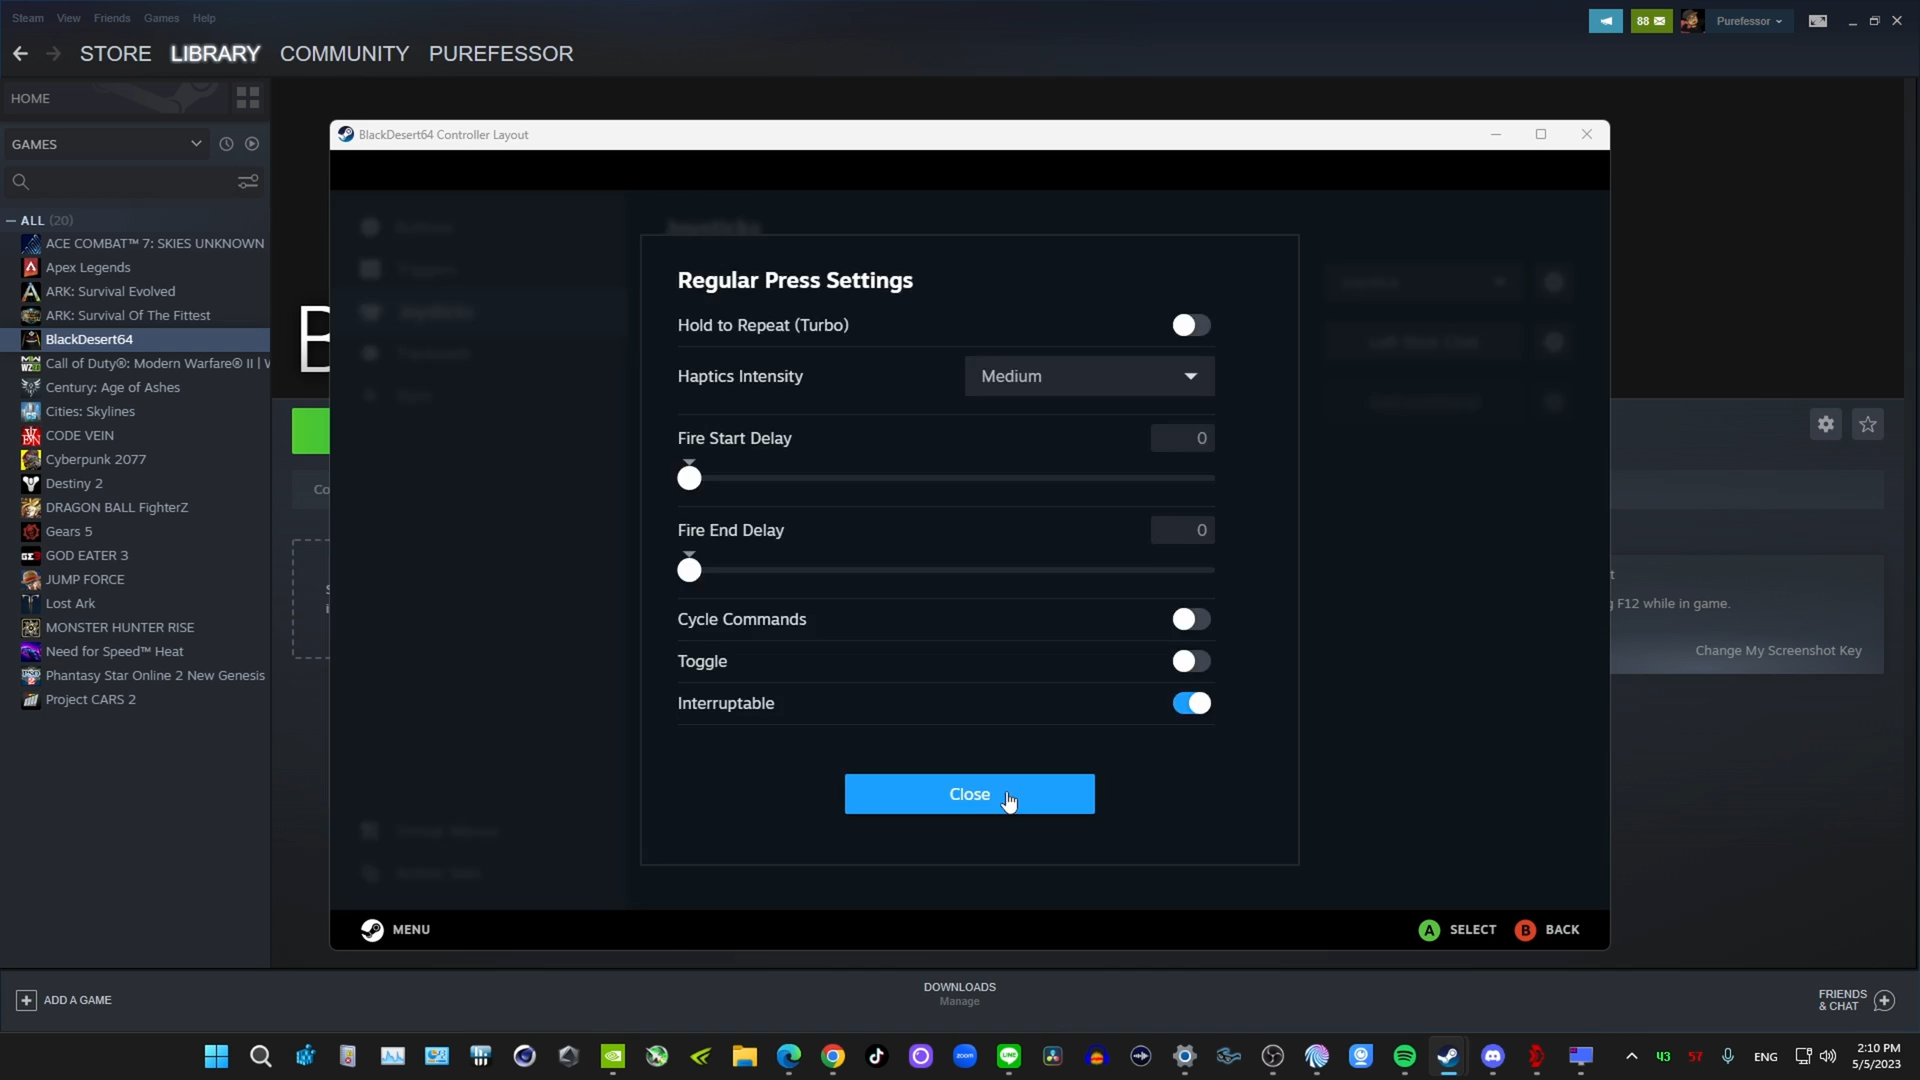 Steam View Friends Games Help
88
Purefessor
STORE LIBRARY COMMUNITY PUREFESSOR
HOME
GAMES
ALL (20)
ACE COMBAT™ 7: SKIES UNKNOWN
Apex Legends
ARK: Survival Evolved
ARK: Survival Of The Fittest
BlackDesert64
Call of Duty®: Modern Warfare® II |
Century: Age of Ashes
Cities: Skylines
CODE VEIN
Cyberpunk 2077
Destiny 2
DRAGON BALL FighterZ
Gears 5
GOD EATER 3
JUMP FORCE
Lost Ark
MONSTER HUNTER RISE
Need for Speed™ Heat
Phantasy Star Online 2 New Genesis
Project CARS 2
BlackDesert64 Controller Layout
Joysticks
Regular Press Settings
Hold to Repeat (Turbo)
Haptics Intensity
Medium
Fire Start Delay
0
Fire End Delay
0
Cycle Commands
Toggle
Interruptable
Close
MENU
A SELECT B BACK
F12 while in game.
Change My Screenshot Key
ADD A GAME
DOWNLOADS
Manage
FRIENDS
& CHAT
zoom
LINE
43
57
ENG
2:10 PM
5/5/2023